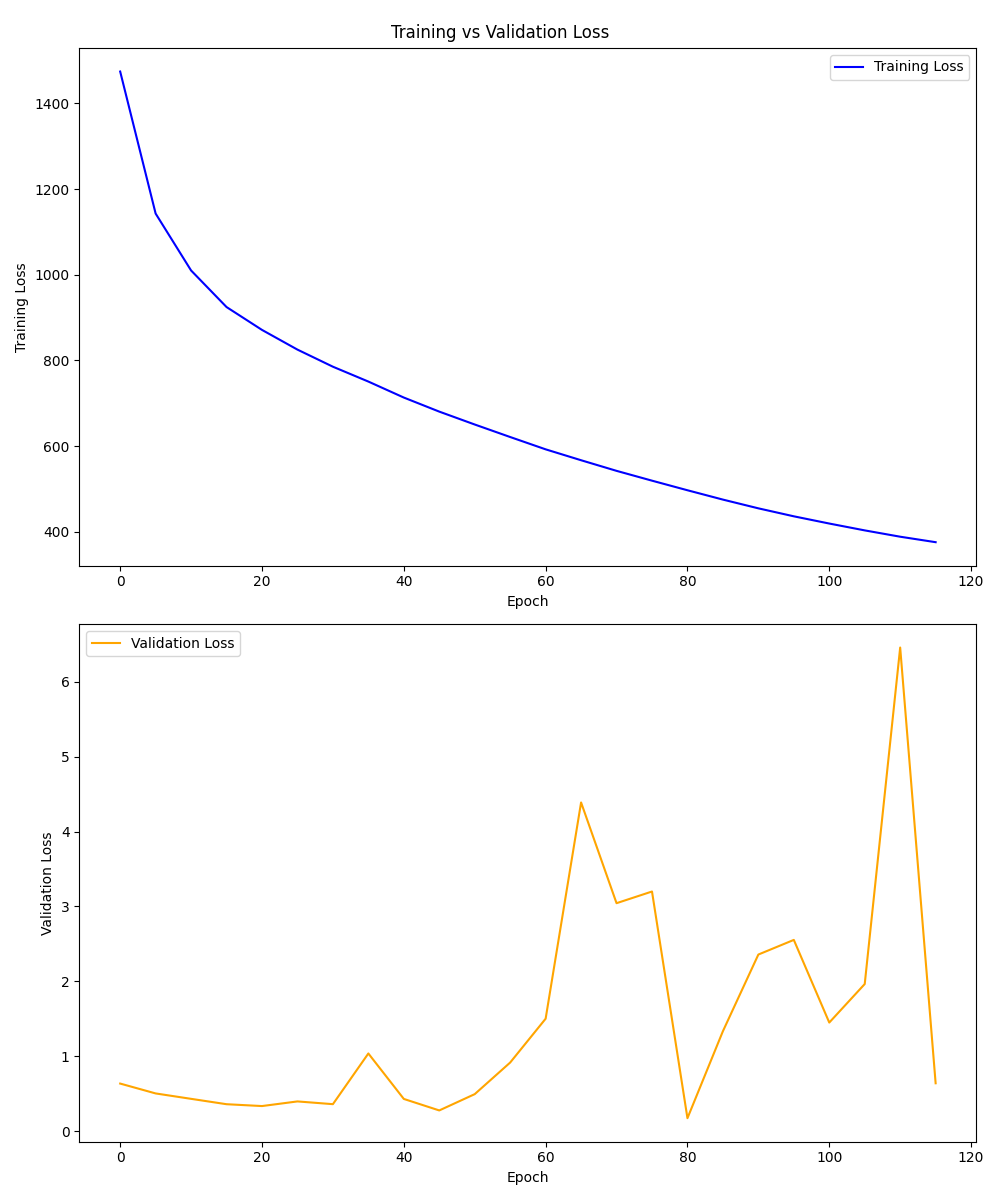 Training vs Validation Loss
Training Loss
1400
1200
1000
800
600
400
Training Loss
0 20 40 60 80 100 120
Epoch
Validation Loss
6
5
4
3
2
1
0
Validation Loss
0 20 40 60 80 100 120
Epoch